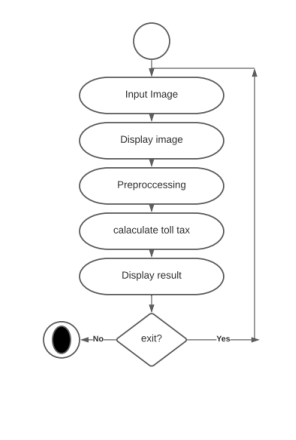 Input Image
Display image
Preproccessing
calaculate toll tax
Display result
exit?
No
Yes